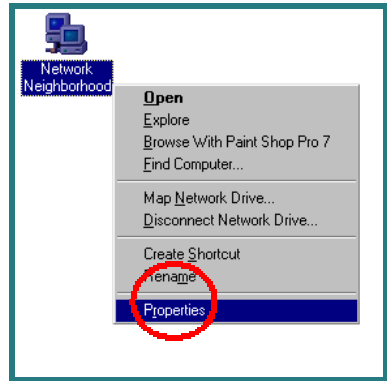 Network
Neighborhood
Open
Explore
Browse With Paint Shop Pro 7
Find Computer...
Map Network Drive...
Disconnect Network Drive...
Create Shortcut
Rename
Properties